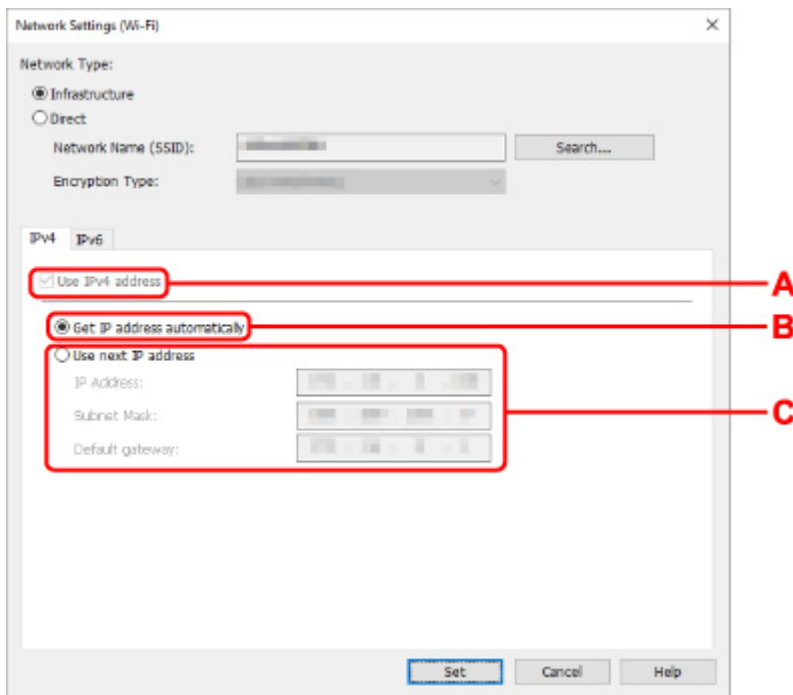 Network Settings (Wi-Fi)
Network Type:
Infrastructure
Direct
Network Name (SSID):
Search...
Encryption Type:
IPv4 IPv6
Use IPv4 address
A
Get IP address automatically
B
Use next IP address
IP Address:
Subnet Mask:
C
Default gateway:
Set Cancel Help